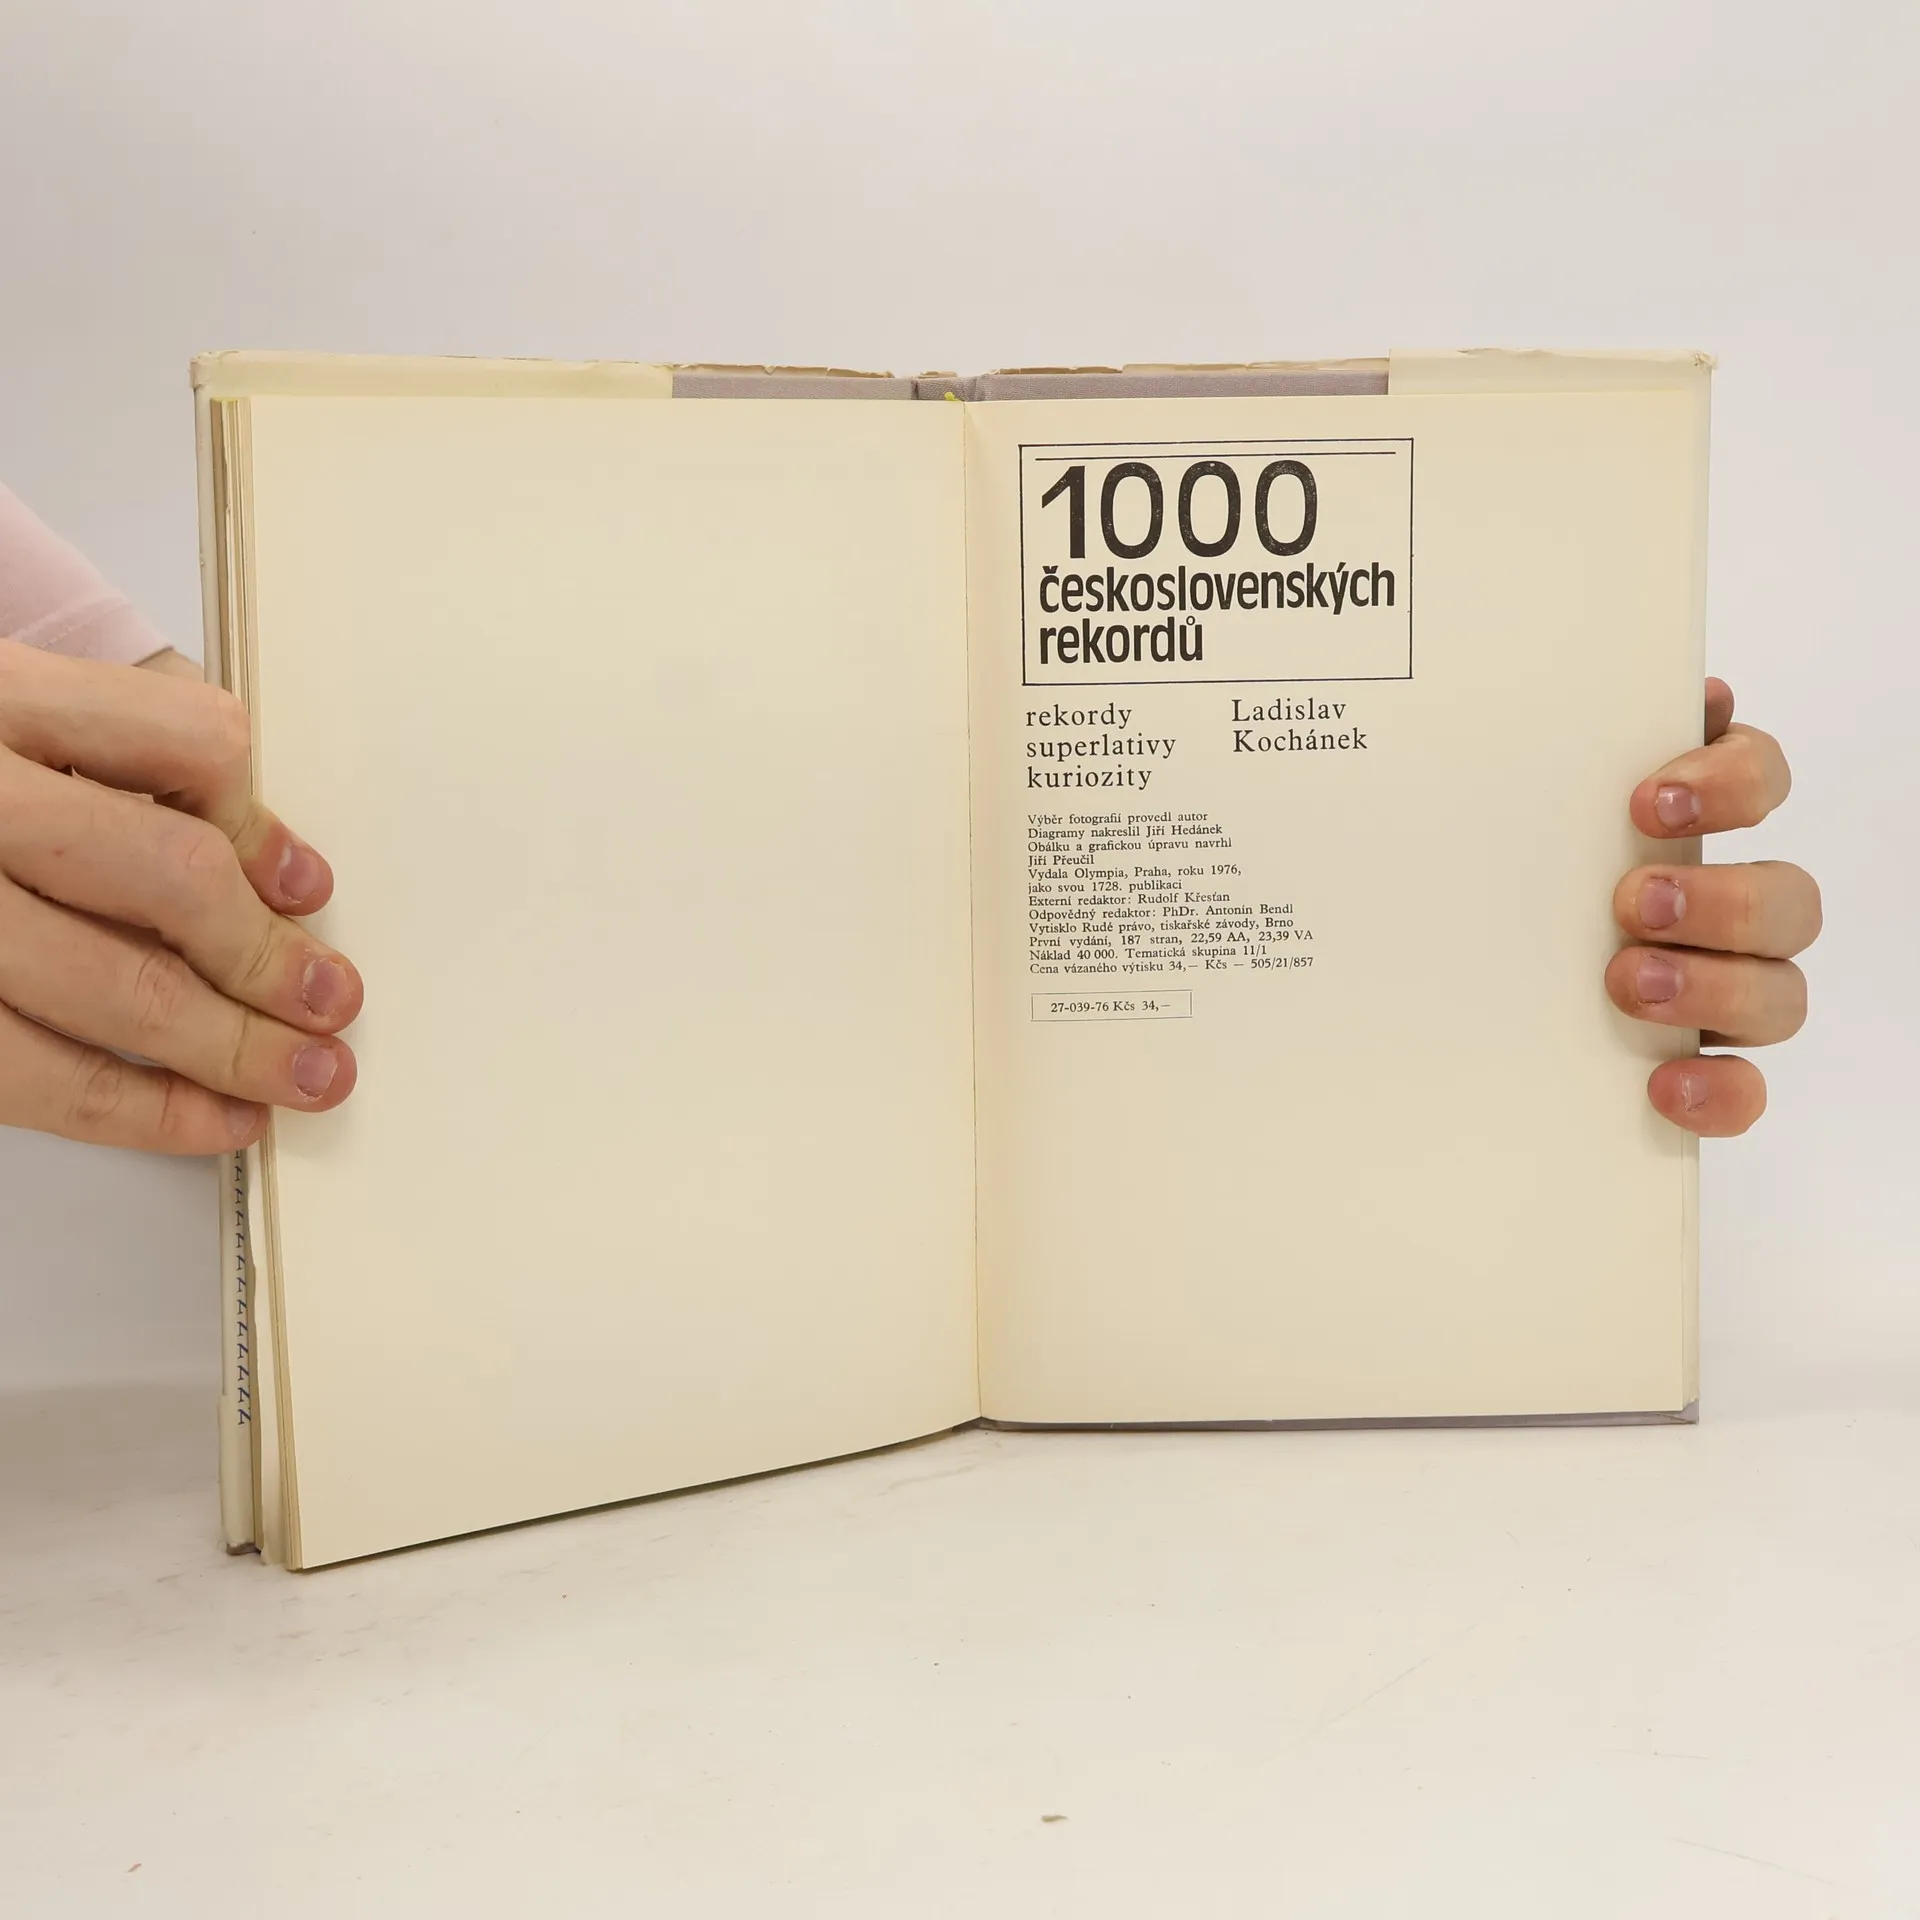 1000
československých
rekordů
rekordy
superlativy
kuriozity
Ladislav
Kochánek
Výběr fotografií provedl autor
Diagramy nakreslil Jiří Hedánek
Obálku a grafickou úpravu navrhl
Jiří Přeučil
Vydala Olympia, Praha, roku 1976,
jako svou 1728. publikaci
Externí redaktor: Rudolf Křesťan
Odpovědný redaktor: PhDr. Antonín Bendl
Vytisklo Rudé právo, tiskařské závody, Brno
První vydání, 187 stran, 22,59 AA, 23,39 VA
Náklad 40 000. Tematická skupina 11/1
Cena vázaného výtisku 34,— Kčs — 505/21/857
27-039-76 Kčs 34,—